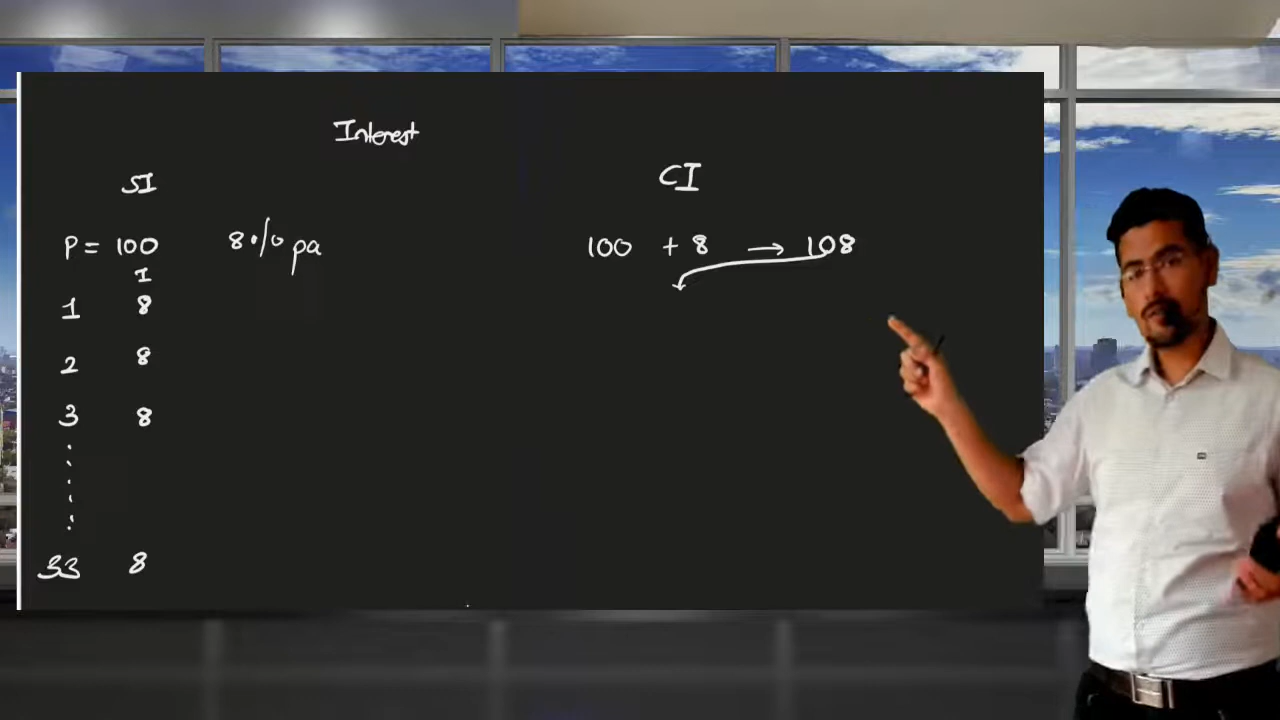 Interest
SI
CI
P = 100 8% pa
100 + 8 → 108
I
1 8
2 8
3 8
33 8